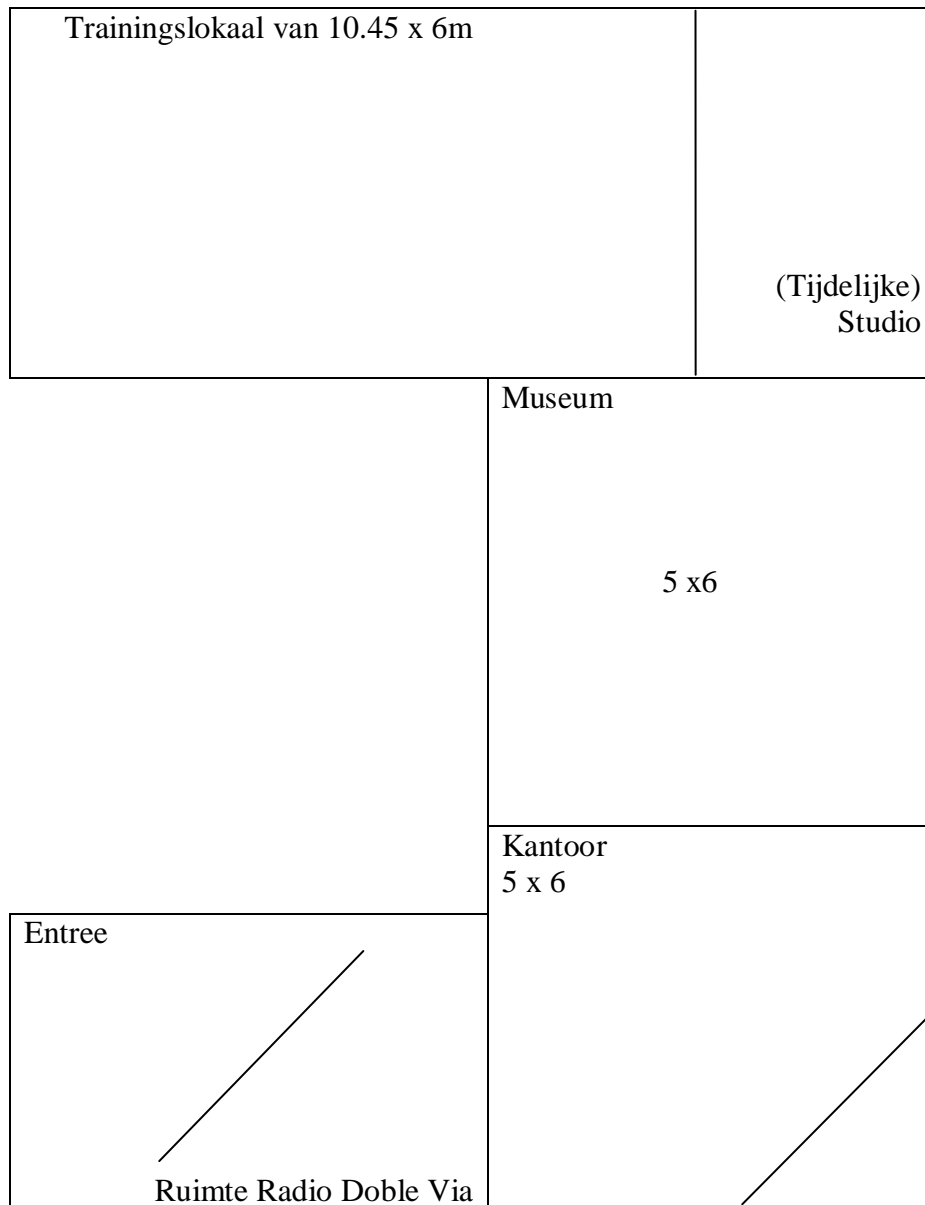 Trainingslokaal van 10.45 x 6m
(Tijdelijke)
Studio
Museum
5 x6
Kantoor
5 x 6
Entree
Ruimte Radio Doble Via